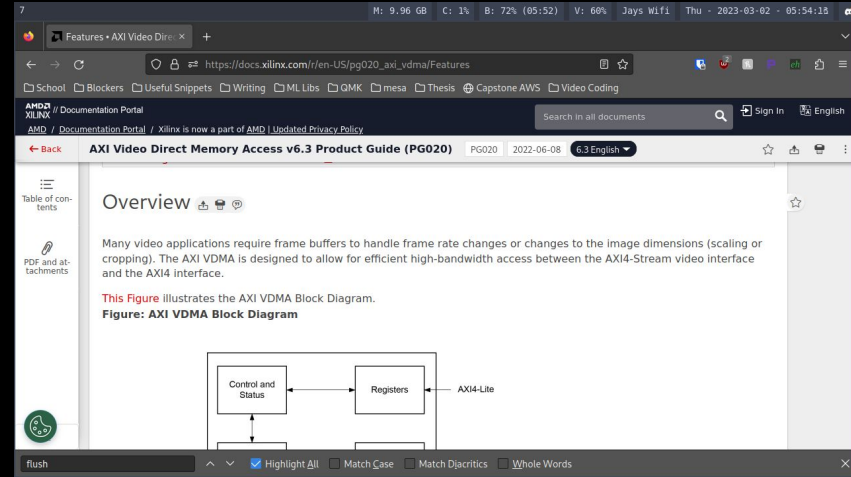 7 M: 9.96 GB C: 1% B: 72% (05:52) V: 60% Jays Wifi Thu - 2023-03-02 - 05:54:18
Features • AXI Video Direc
https://docs.xilinx.com/r/en-US/pg020_axi_vdma/Features
School Blockers Useful Snippets Writing ML Libs QMK mesa Thesis Capstone AWS Video Coding
AMD XILINX // Documentation Portal Search in all documents Sign In English
AMD / Documentation Portal / Xilinx is now a part of AMD | Updated Privacy Policy
Back AXI Video Direct Memory Access v6.3 Product Guide (PG020) PG020 2022-06-08 6.3 English
Table of con-
tents
PDF and at-
tachments
Overview
Many video applications require frame buffers to handle frame rate changes or changes to the image dimensions (scaling or
cropping). The AXI VDMA is designed to allow for efficient high-bandwidth access between the AXI4-Stream video interface
and the AXI4 interface.
This Figure illustrates the AXI VDMA Block Diagram.
Figure: AXI VDMA Block Diagram
Control and
Status
Registers
AXI4-Lite
flush Highlight All Match Case Match Diacritics Whole Words